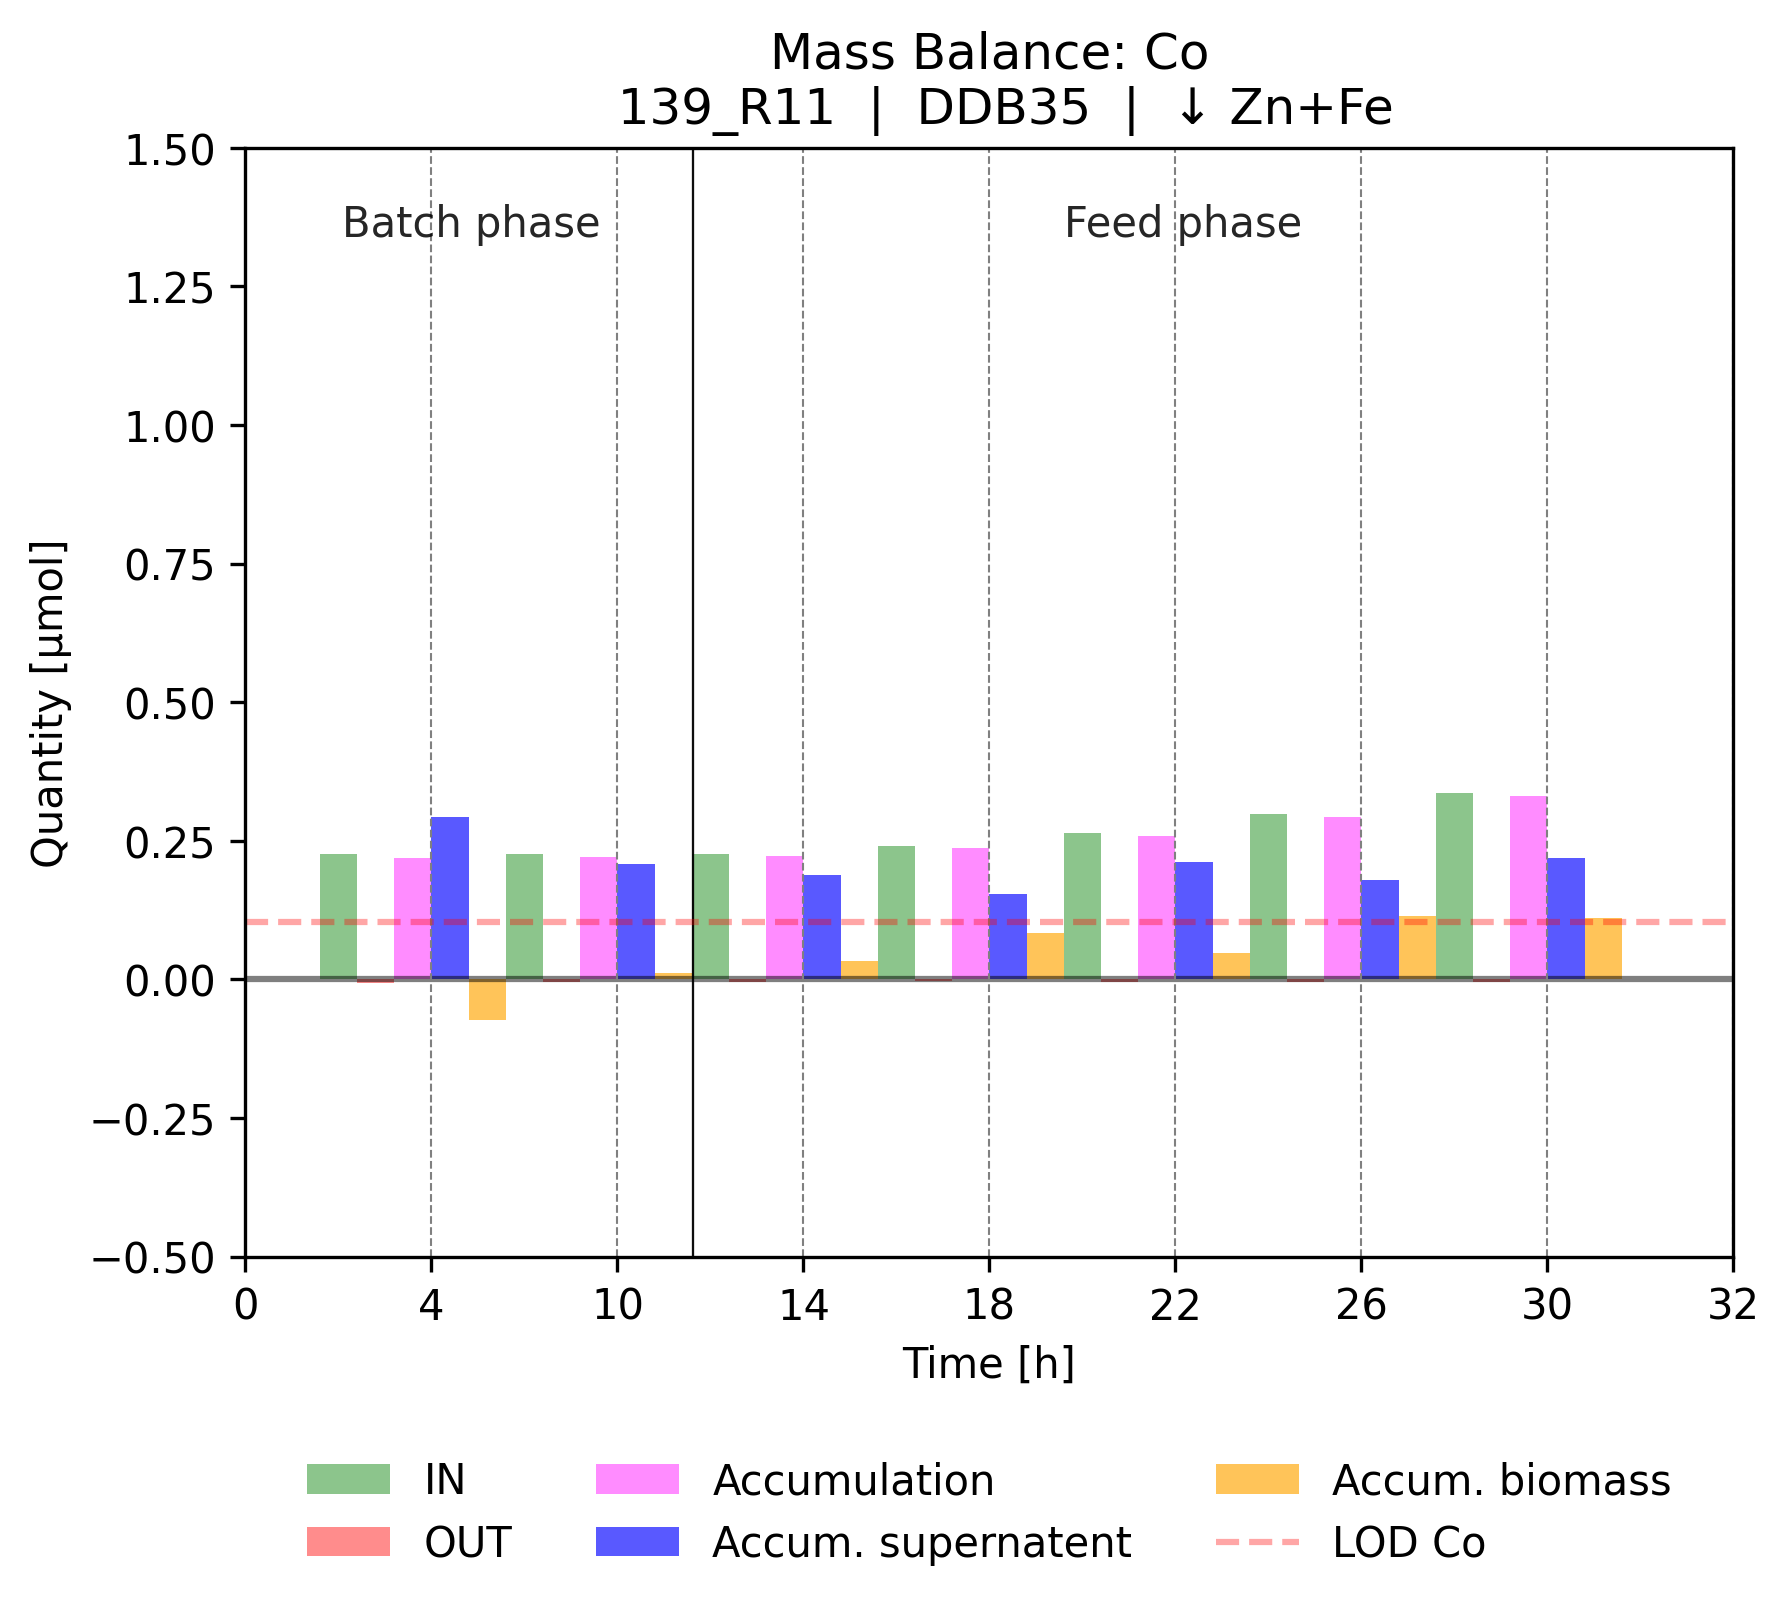 Mass Balance: Co
139_R11 | DDB35 | ↓ Zn+Fe
1.50
1.25
1.00
0.75
0.50
0.25
0.00
−0.25
−0.50
Quantity [µmol]
Batch phase
Feed phase
0 4 10 14 18 22 26 30 32
Time [h]
IN
OUT
Accumulation
Accum. supernatent
Accum. biomass
LOD Co